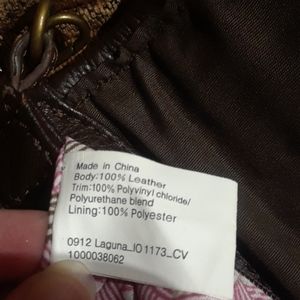 Made in China
Body:100% Leather
Trim:100% Polyvinyl chloride/
Polyurethane blend
Lining:100% Polyester
0912 Laguna_IO1173_CV
1000038062